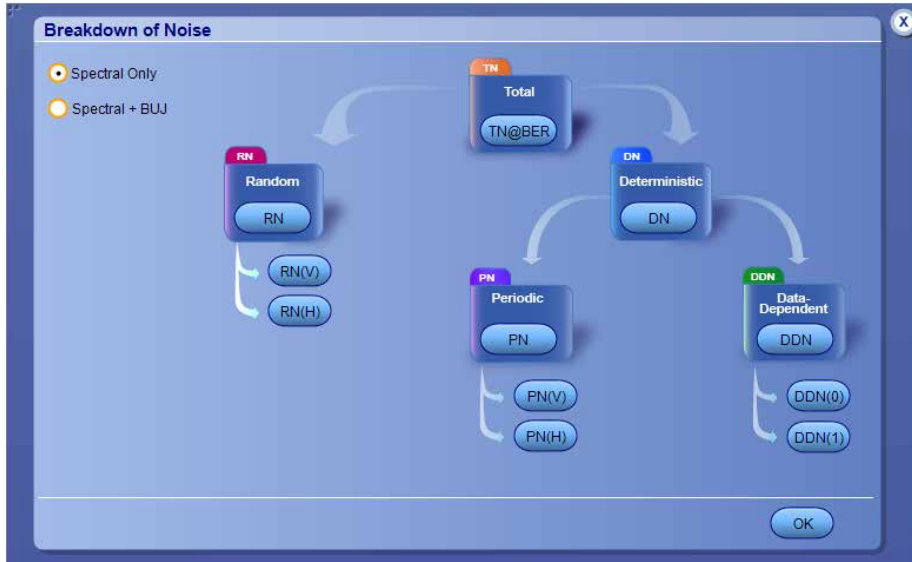 X
Breakdown of Noise
Spectral Only
Spectral + BUJ
TN
Total
TN@BER
RN
Random
RN
RN(V)
RN(H)
DN
Deterministic
DN
PN
Periodic
PN
PN(V)
PN(H)
DDN
Data-
Dependent
DDN
DDN(0)
DDN(1)
OK